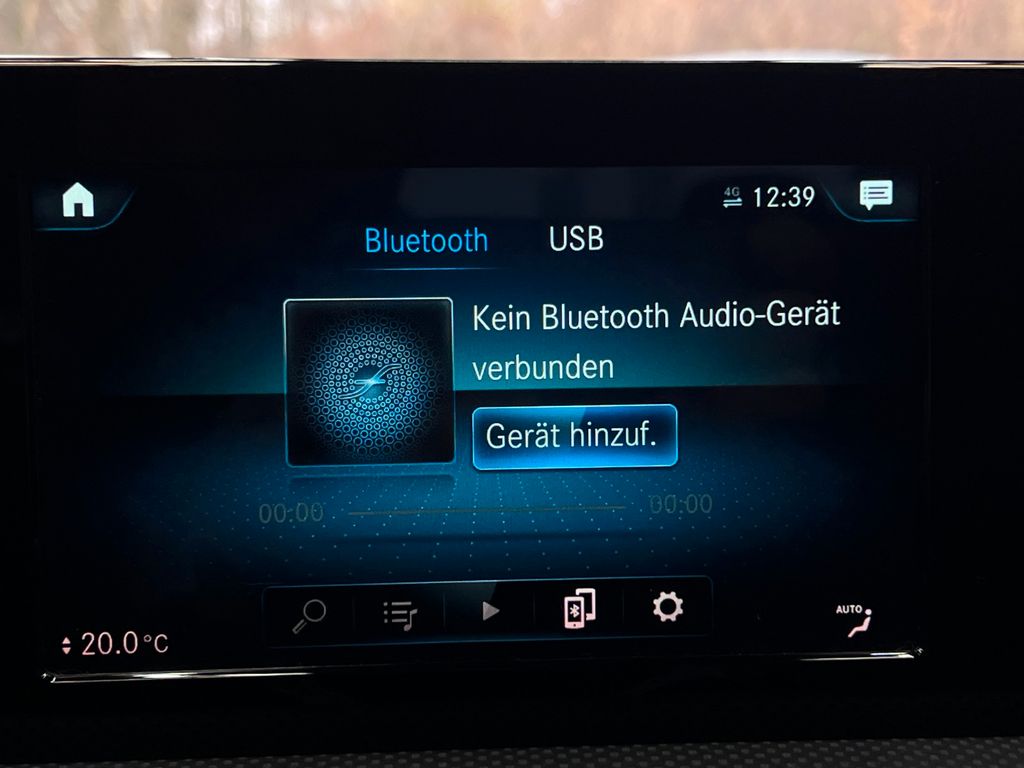 4G 12:39
Bluetooth USB
Kein Bluetooth Audio-Gerät
verbunden
Gerät hinzuf.
00:00 00:00
AUTO
20.0°C